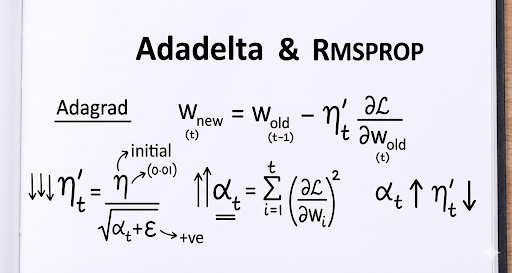 Adadelta & RMSPROP
Adagrad
W_new (t) = W_old (t-1) - η'_t ∂ℒ/∂w_old (t)
↓↓↓ η'_t = η/√(α_t+ε) →+ve
initial
(0·01)
↑↑ α_t = Σ_{i=1}^{t} (∂ℒ/∂w_i)²
α_t ↑ η'_t ↓